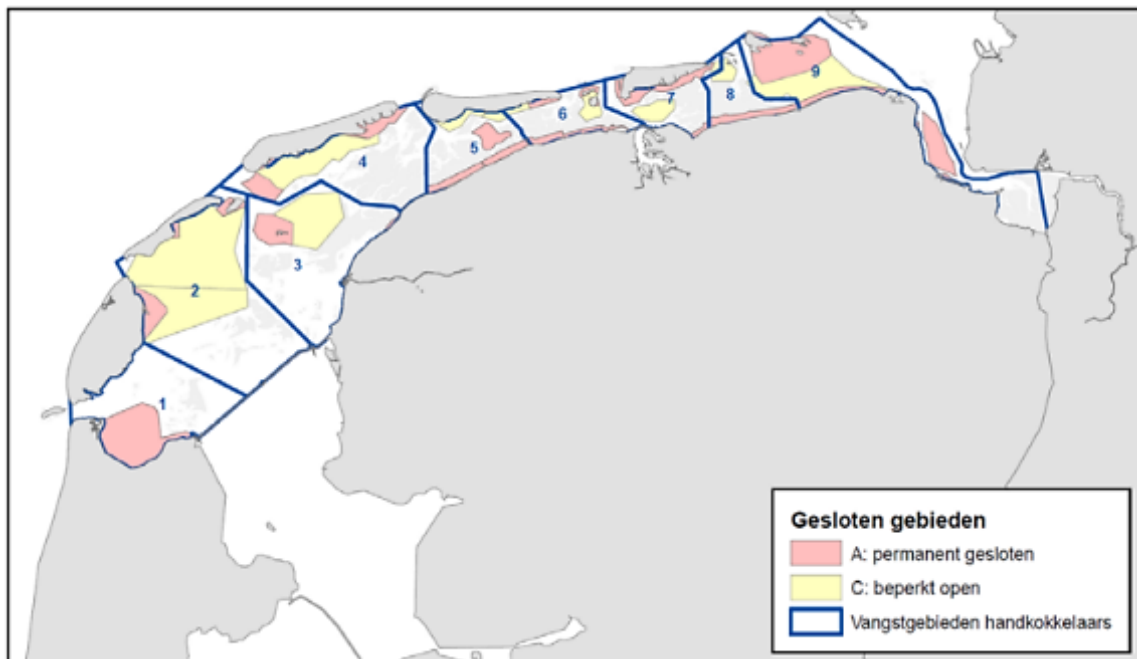 9
8
7
6
5
4
3
2
1
Gesloten gebieden
A: permanent gesloten
C: beperkt open
Vangstgebieden handkokkelaars